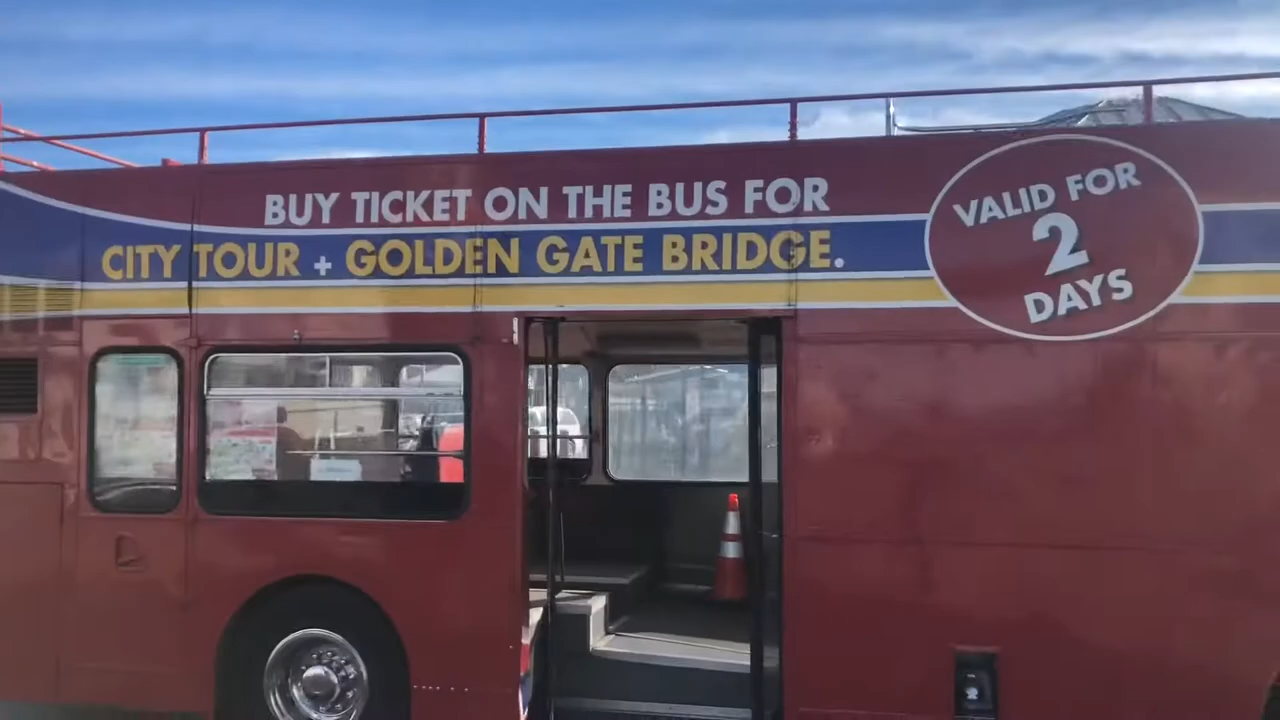 BUY TICKET ON THE BUS FOR
CITY TOUR + GOLDEN GATE BRIDGE.
VALID FOR
2
DAYS